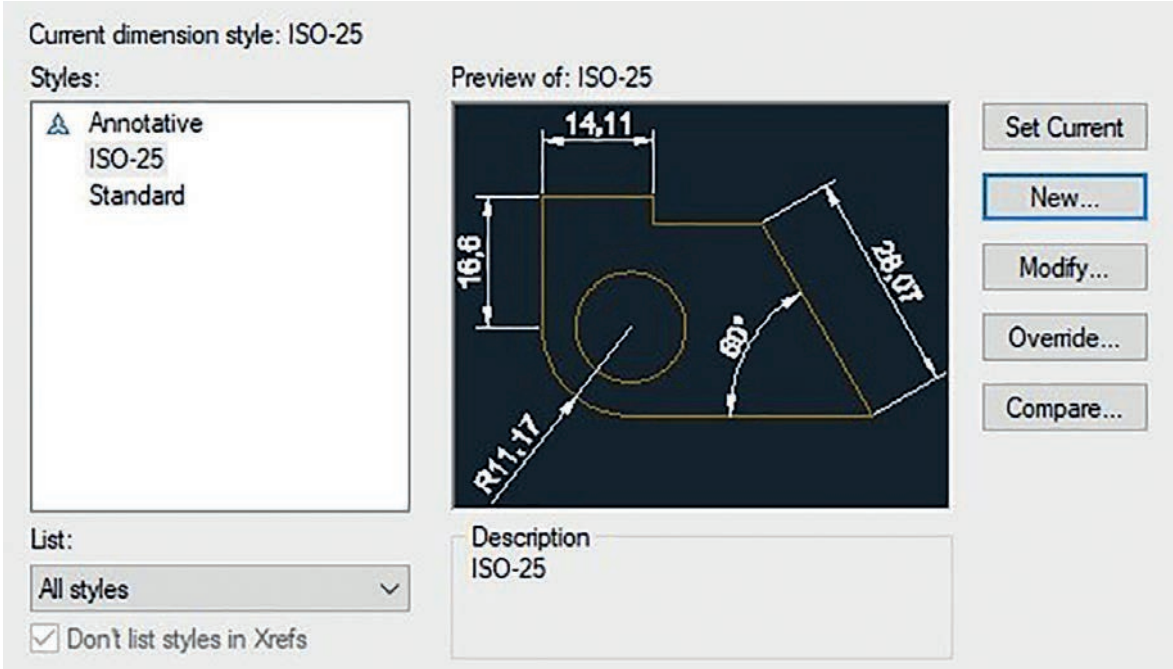 Current dimension style: ISO-25
Styles:
Annotative
ISO-25
Standard
Preview of: ISO-25
14,11
16,6
28,07
60°
R11,17
Set Current
New...
Modify...
Override...
Compare...
List:
All styles
Don't list styles in Xrefs
Description
ISO-25